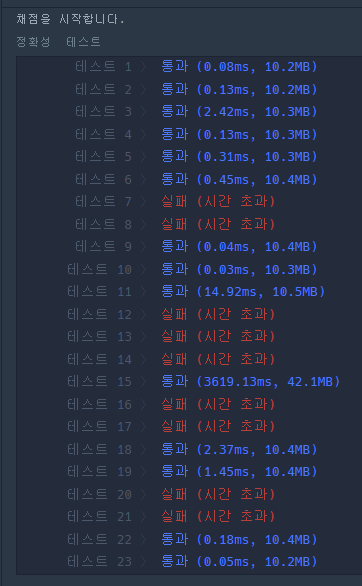 채점을 시작합니다.
정확성 테스트
테스트 1 〉 통과 (0.08ms, 10.2MB)
테스트 2 〉 통과 (0.13ms, 10.2MB)
테스트 3 〉 통과 (2.42ms, 10.3MB)
테스트 4 〉 통과 (0.13ms, 10.3MB)
테스트 5 〉 통과 (0.31ms, 10.3MB)
테스트 6 〉 통과 (0.45ms, 10.4MB)
테스트 7 〉 실패 (시간 초과)
테스트 8 〉 실패 (시간 초과)
테스트 9 〉 통과 (0.04ms, 10.4MB)
테스트 10 〉 통과 (0.03ms, 10.3MB)
테스트 11 〉 통과 (14.92ms, 10.5MB)
테스트 12 〉 실패 (시간 초과)
테스트 13 〉 실패 (시간 초과)
테스트 14 〉 실패 (시간 초과)
테스트 15 〉 통과 (3619.13ms, 42.1MB)
테스트 16 〉 실패 (시간 초과)
테스트 17 〉 실패 (시간 초과)
테스트 18 〉 통과 (2.37ms, 10.4MB)
테스트 19 〉 통과 (1.45ms, 10.4MB)
테스트 20 〉 실패 (시간 초과)
테스트 21 〉 실패 (시간 초과)
테스트 22 〉 통과 (0.18ms, 10.4MB)
테스트 23 〉 통과 (0.05ms, 10.2MB)